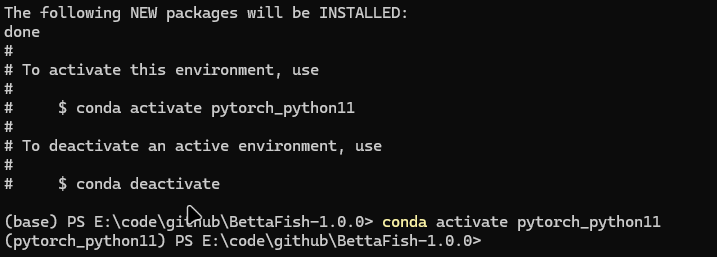 The following NEW packages will be INSTALLED:
done
#
# To activate this environment, use
#
#     $ conda activate pytorch_python11
#
# To deactivate an active environment, use
#
#     $ conda deactivate
(base) PS E:\code\github\BettaFish-1.0.0> conda activate pytorch_python11
(pytorch_python11) PS E:\code\github\BettaFish-1.0.0>